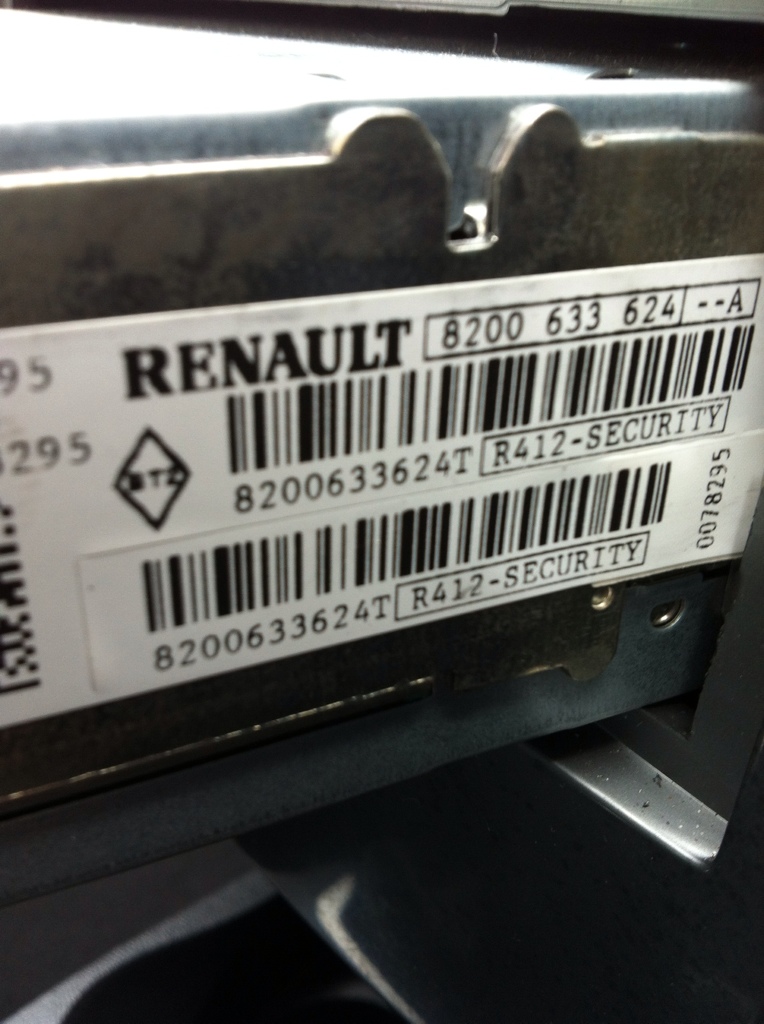 RENAULT 8200 633 624 --A
8200633624T R412-SECURITY
8200633624T R412-SECURITY
0078295
95
295